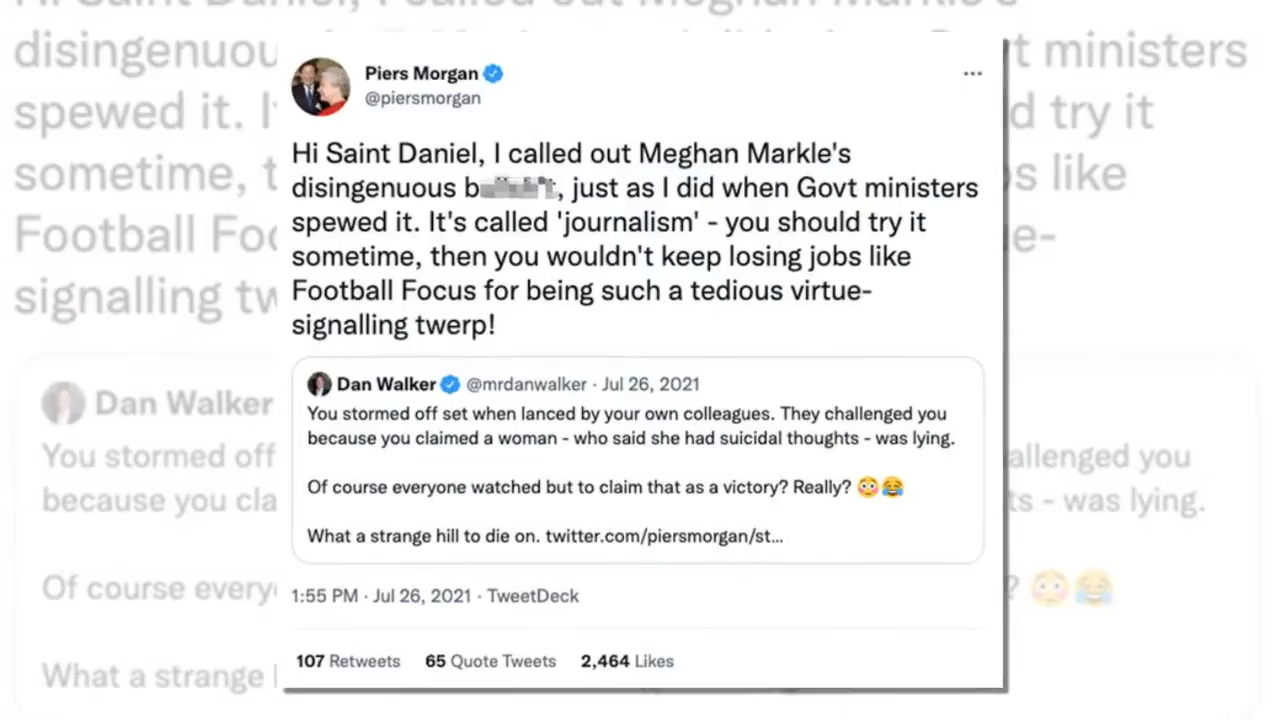 Piers Morgan
@piersmorgan
Hi Saint Daniel, I called out Meghan Markle's
disingenuous b, just as I did when Govt ministers
spewed it. It's called 'journalism' - you should try it
sometime, then you wouldn't keep losing jobs like
Football Focus for being such a tedious virtue-
signalling twerp!
Dan Walker @mrdanwalker · Jul 26, 2021
You stormed off set when lanced by your own colleagues. They challenged you
because you claimed a woman - who said she had suicidal thoughts - was lying.
Of course everyone watched but to claim that as a victory? Really? 😳😂
What a strange hill to die on. twitter.com/piersmorgan/st...
1:55 PM · Jul 26, 2021 · TweetDeck
107 Retweets 65 Quote Tweets 2,464 Likes